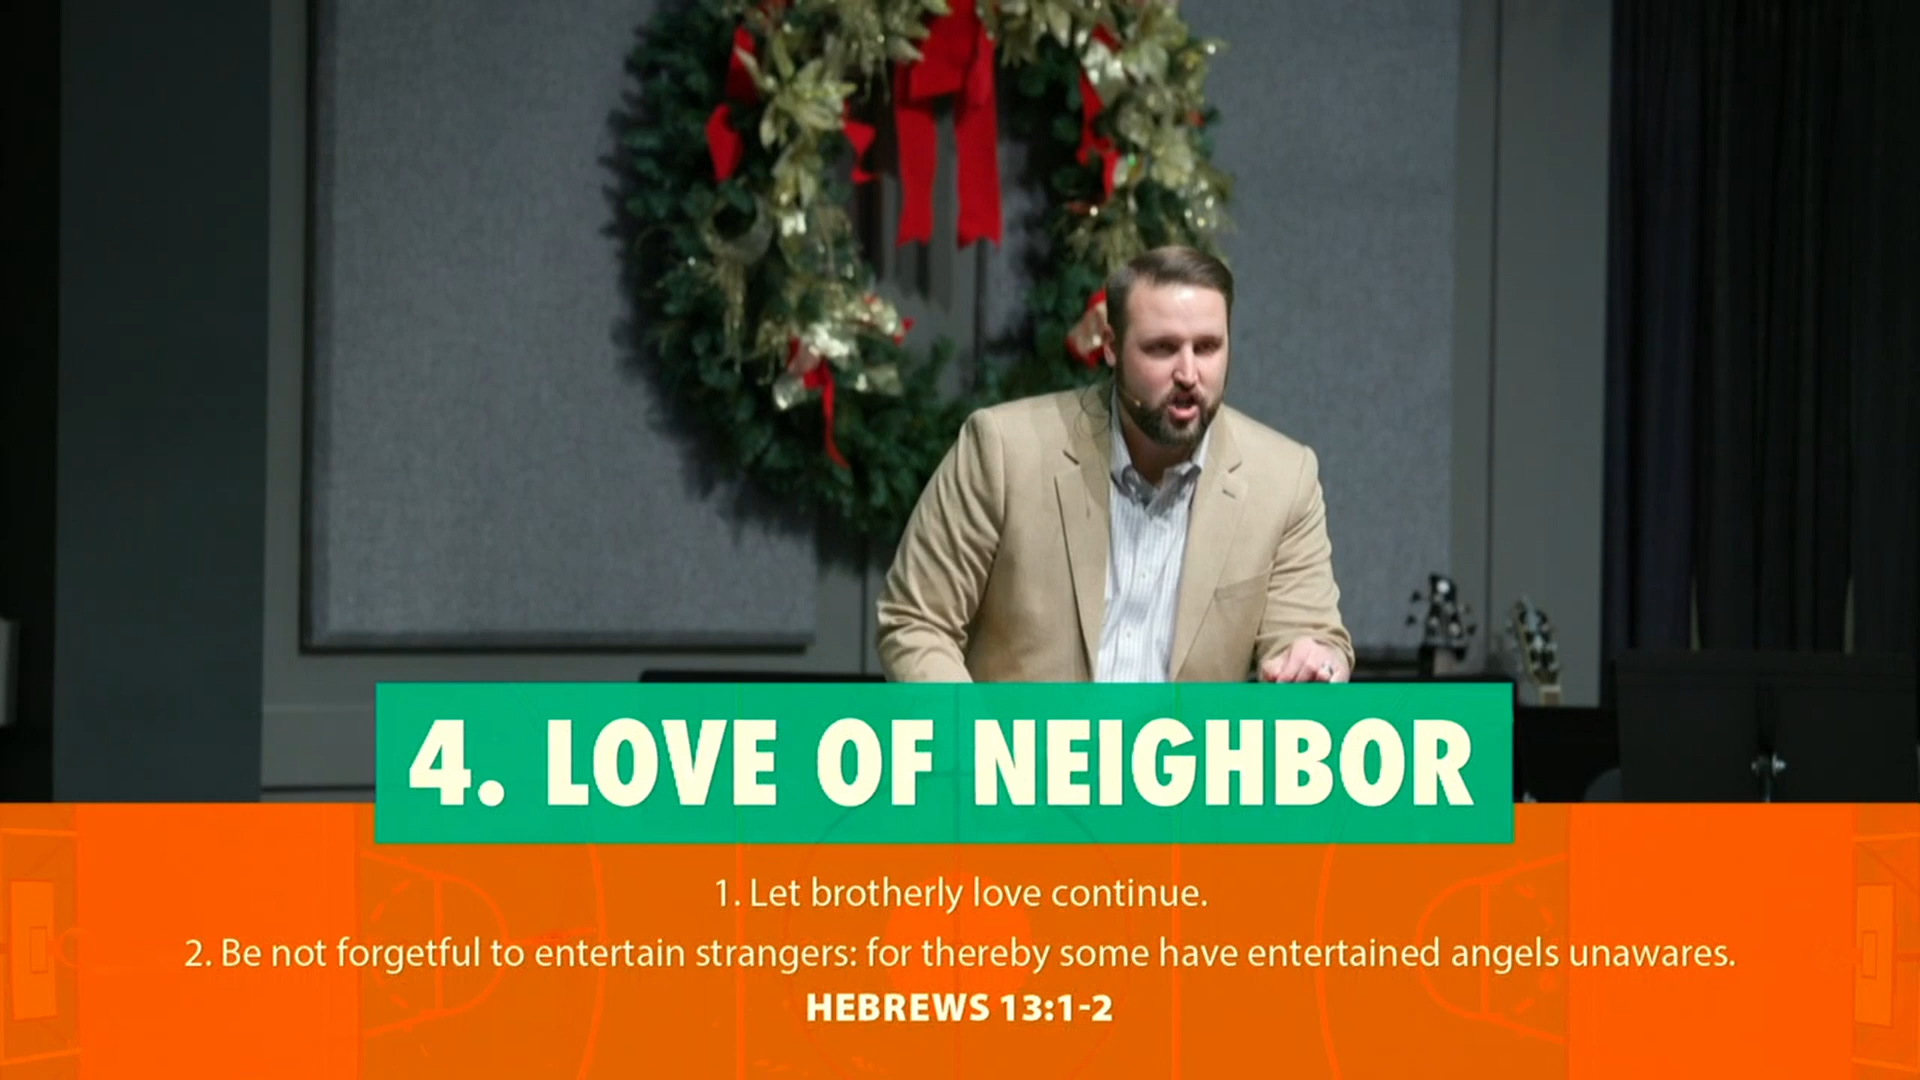 4. LOVE OF NEIGHBOR
1. Let brotherly love continue.
2. Be not forgetful to entertain strangers: for thereby some have entertained angels unawares.
HEBREWS 13:1-2